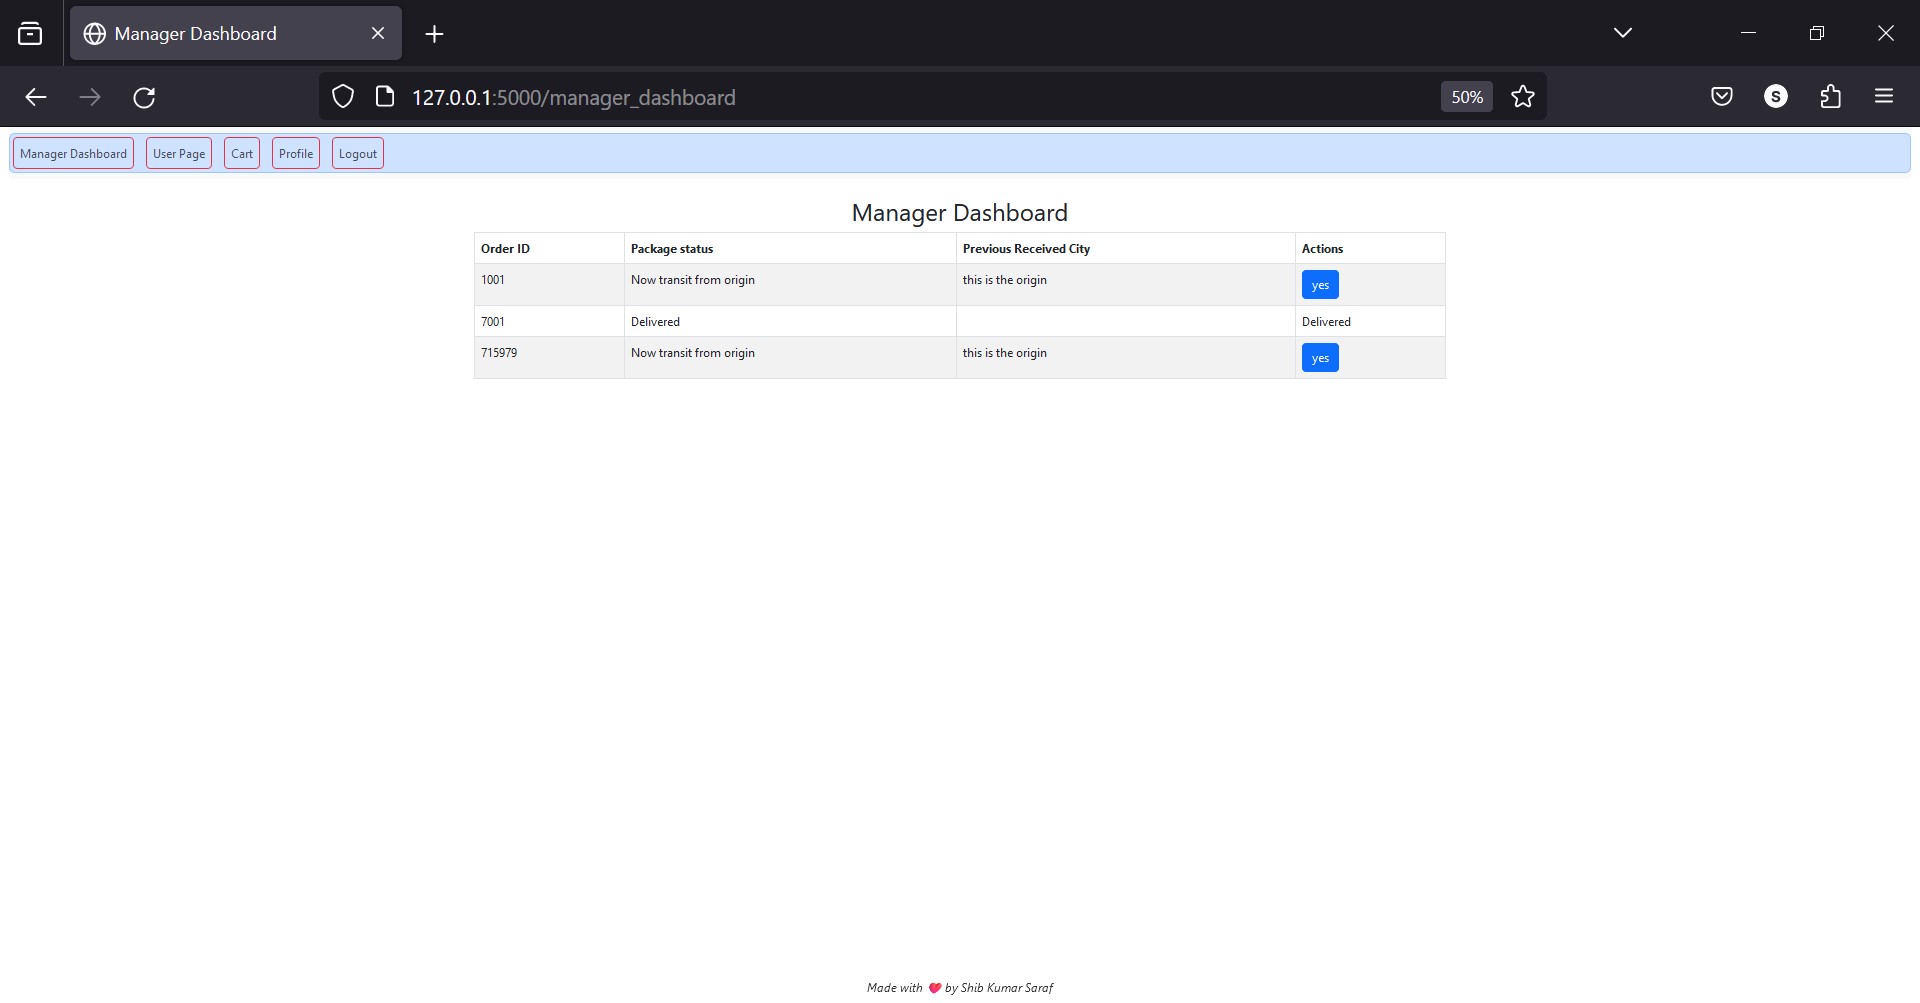 Manager Dashboard
127.0.0.1:5000/manager_dashboard 50% S
Manager Dashboard User Page Cart Profile Logout
Manager Dashboard
Order ID Package status Previous Received City Actions
1001 Now transit from origin this is the origin yes
7001 Delivered Delivered
715979 Now transit from origin this is the origin yes
Made with ❤ by Shib Kumar Saraf